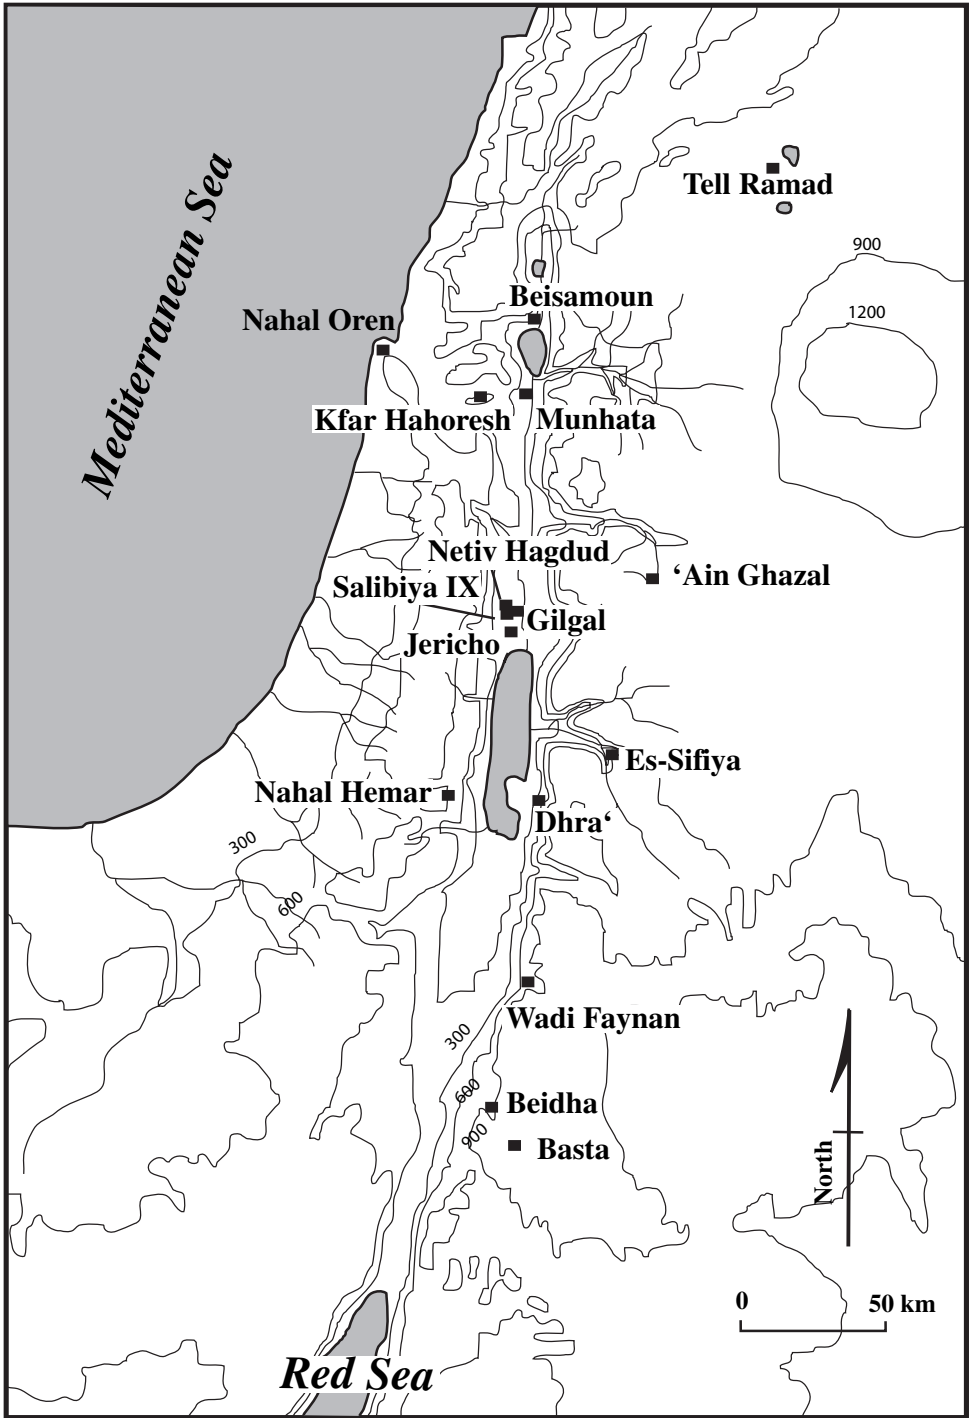 Mediterranean Sea
Tell Ramad
900
Beisamoun
1200
Nahal Oren
Kfar Hahoresh
Munhata
Netiv Hagdud
‘Ain Ghazal
Salibiya IX
Gilgal
Jericho
Es-Sifiya
Nahal Hemar
Dhra‘
300
600
Wadi Faynan
300
600
Beidha
900
Basta
North
0
50 km
Red Sea